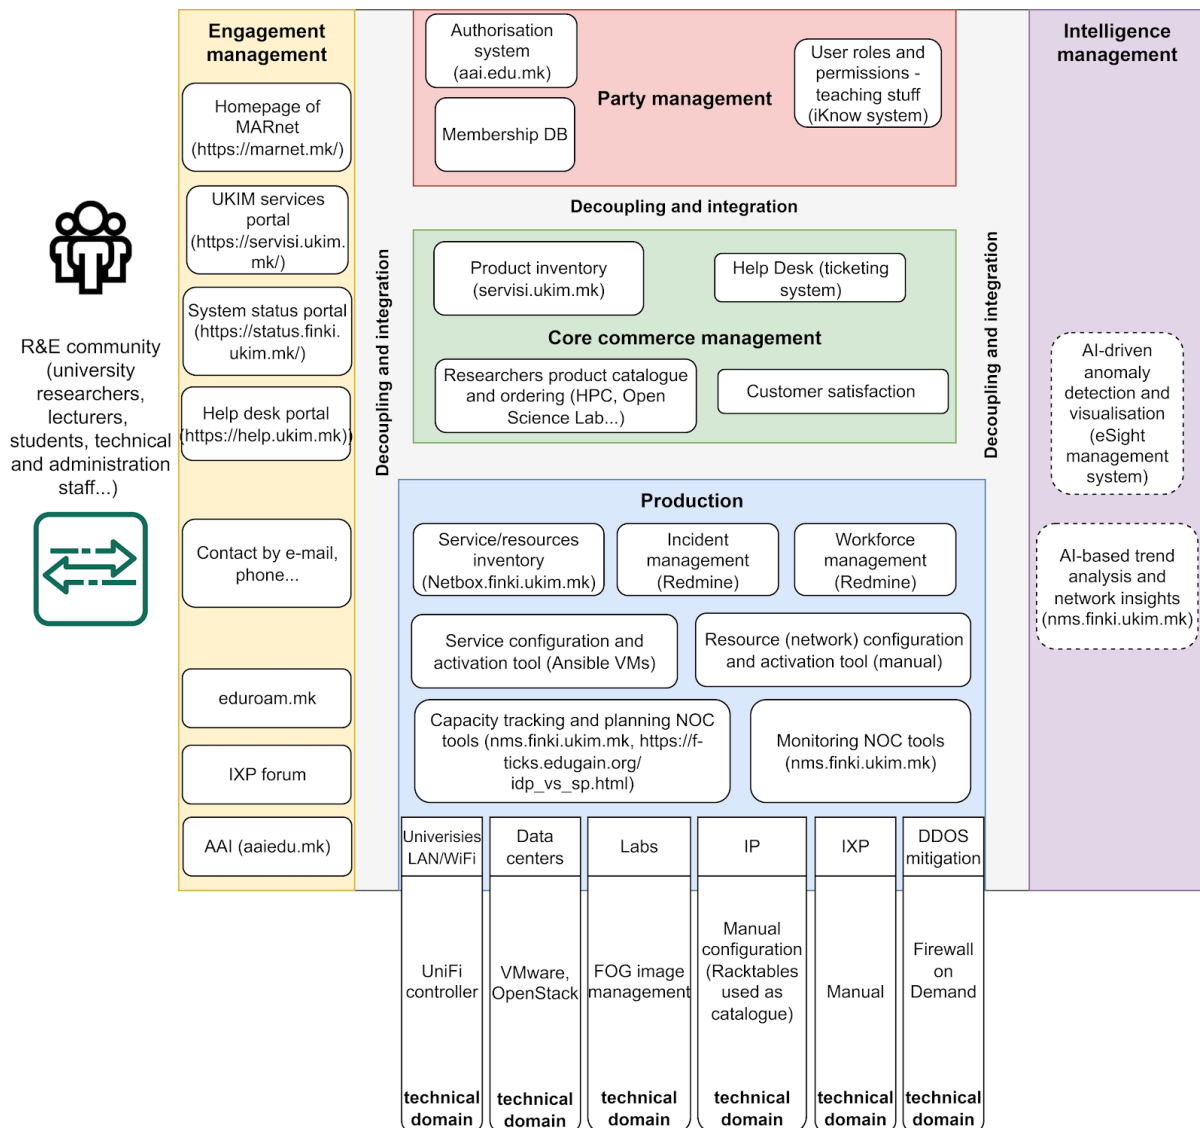 Engagement
management
Homepage of
MARnet
(https://marnet.mk/)
UKIM services
portal
(https://servisi.ukim.
mk/)
System status portal
(https://status.finki.
ukim.mk/)
Help desk portal
(https://help.ukim.mk))
Contact by e-mail,
phone...
eduroam.mk
IXP forum
AAI (aaiedu.mk)
R&E community
(university
researchers,
lecturers,
students, technical
and administration
staff...)
Decoupling and integration
Authorisation
system
(aai.edu.mk)
Membership DB
Party management
User roles and
permissions -
teaching stuff
(iKnow system)
Decoupling and integration
Product inventory
(servisi.ukim.mk)
Help Desk (ticketing
system)
Core commerce management
Researchers product catalogue
and ordering (HPC, Open
Science Lab...)
Customer satisfaction
Decoupling and integration
Production
Service/resources
inventory
(Netbox.finki.ukim.mk)
Incident
management
(Redmine)
Workforce
management
(Redmine)
Service configuration and
activation tool (Ansible VMs)
Resource (network) configuration
and activation tool (manual)
Capacity tracking and planning NOC
tools (nms.finki.ukim.mk, https://f-
ticks.edugain.org/
idp_vs_sp.html)
Monitoring NOC tools
(nms.finki.ukim.mk)
Univerisies
LAN/WiFi
Data
centers
Labs
IP
IXP
DDOS
mitigation
UniFi
controller
VMware,
OpenStack
FOG image
management
Manual
configuration
(Racktables
used as
catalogue)
Manual
Firewall
on
Demand
technical
domain
technical
domain
technical
domain
technical
domain
technical
domain
technical
domain
Intelligence
management
AI-driven
anomaly
detection and
visualisation
(eSight
management
system)
AI-based trend
analysis and
network insights
(nms.finki.ukim.mk)